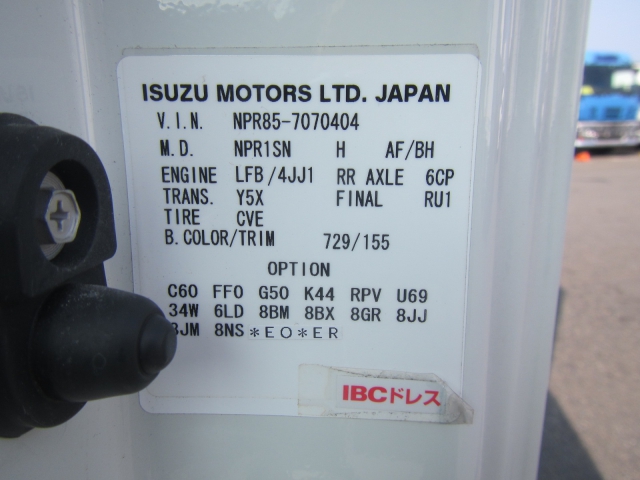 ISUZU MOTORS LTD. JAPAN
V.I.N. NPR85-7070404
M.D. NPR1SN H AF/BH
ENGINE LFB/4JJ1 RR AXLE 6CP
TRANS. Y5X FINAL RU1
TIRE CVE
B.COLOR/TRIM 729/155
OPTION
C60 FF0 G50 K44 RPV U69
34W 6LD 8BM 8BX 8GR 8JJ
8NS *EO*ER
IBCドレス